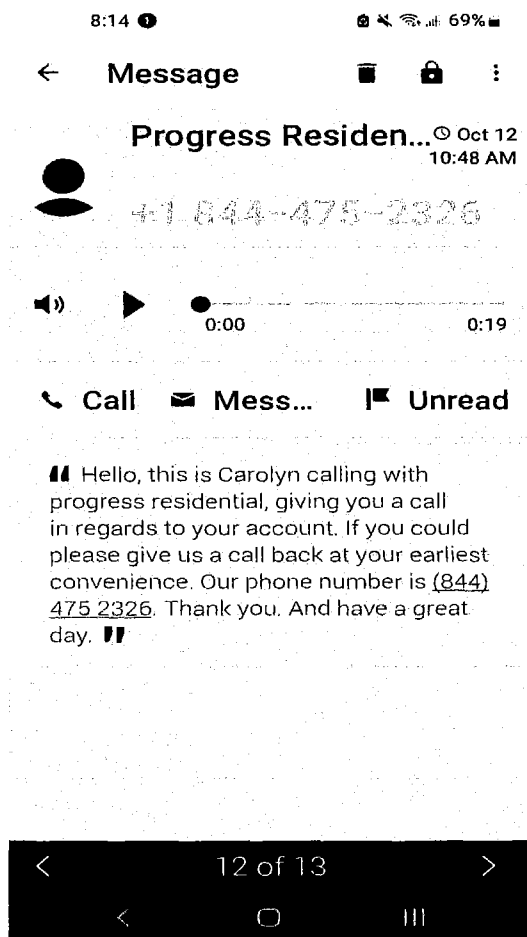 8:14 1 69%
Message
Progress Residen... Oct 12
10:48 AM
+1 844-475-2326
0:00 0:19
Call Mess... Unread
" Hello, this is Carolyn calling with
progress residential, giving you a call
in regards to your account. If you could
please give us a call back at your earliest
convenience. Our phone number is (844)
475 2326. Thank you. And have a great
day. "
12 of 13